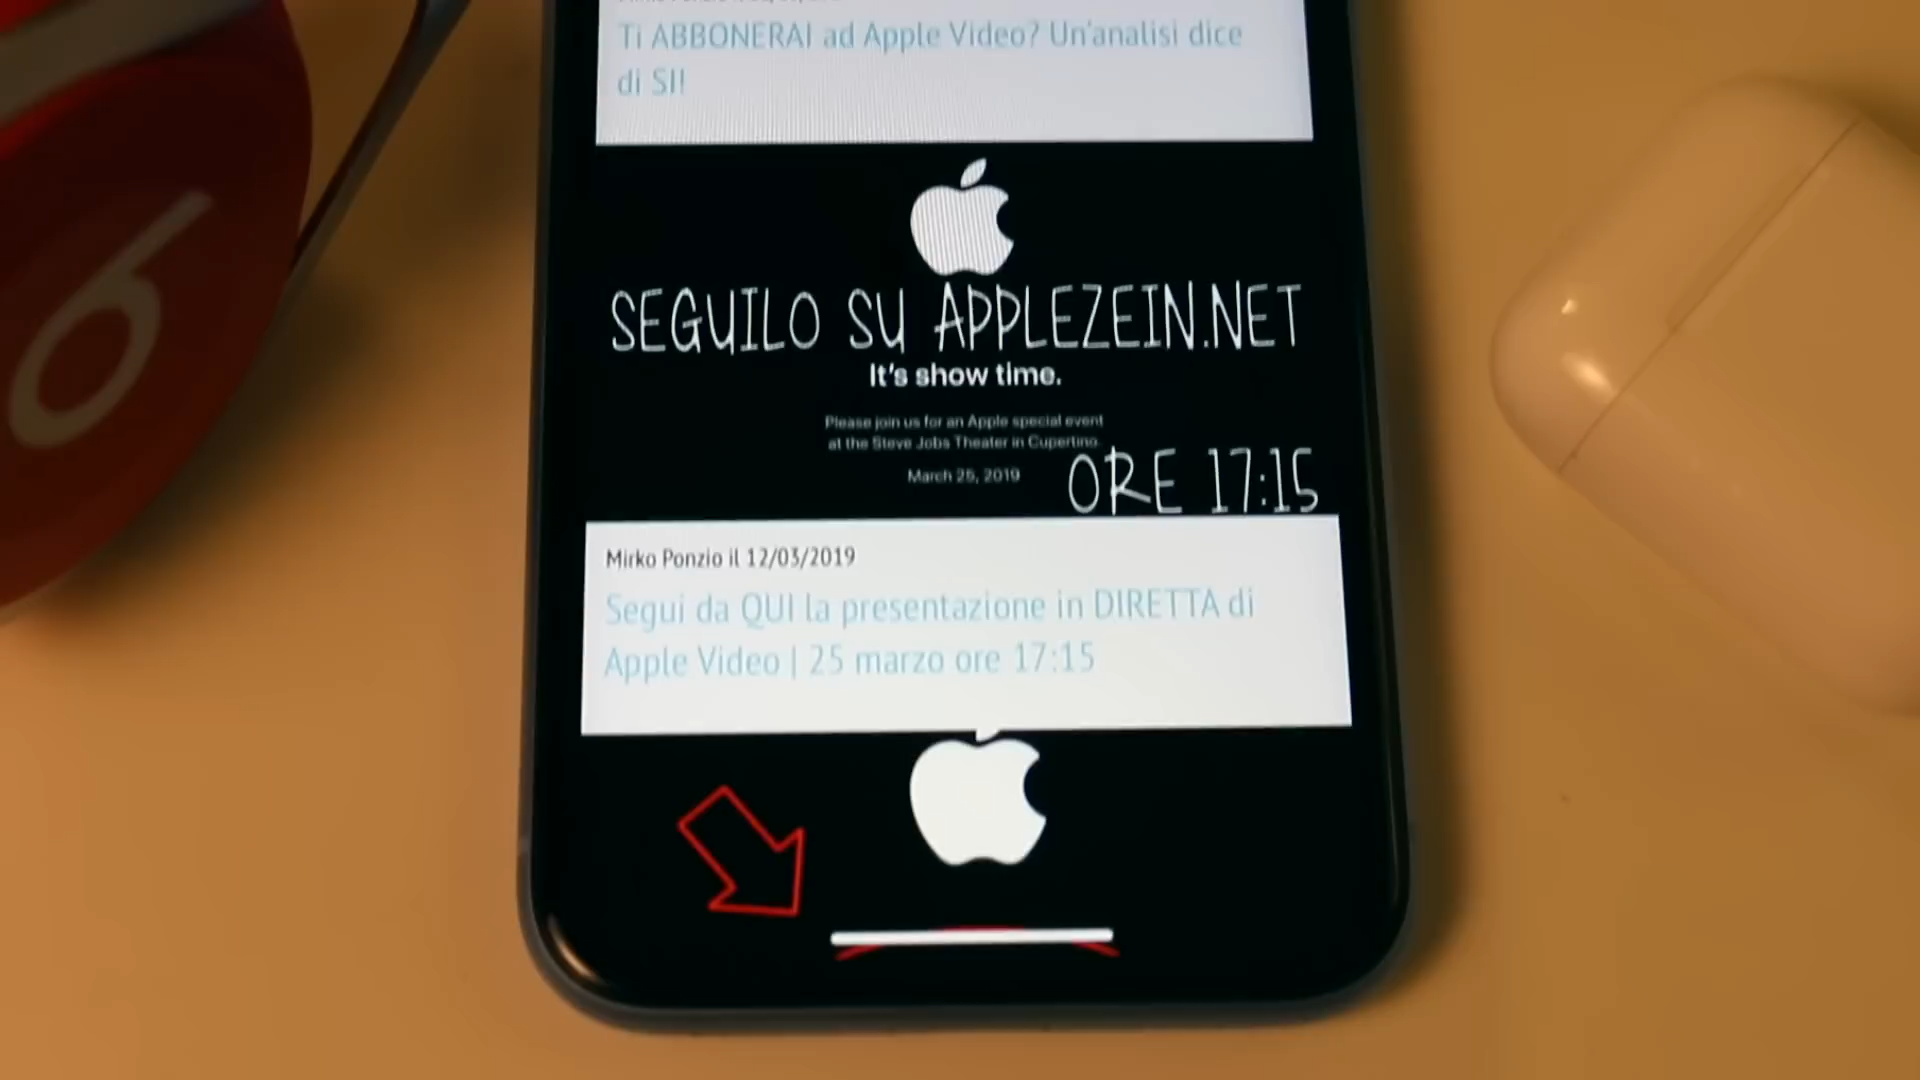 Ti ABBONERAI ad Apple Video? Un'analisi dice
di SI!
SEGUILO SU APPLEZEIN.NET
It's show time.
Please join us for an Apple special event
at the Steve Jobs Theater in Cupertino.
March 25, 2019
ORE 17:15
Mirko Ponzio il 12/03/2019
Segui da QUI la presentazione in DIRETTA di
Apple Video | 25 marzo ore 17:15